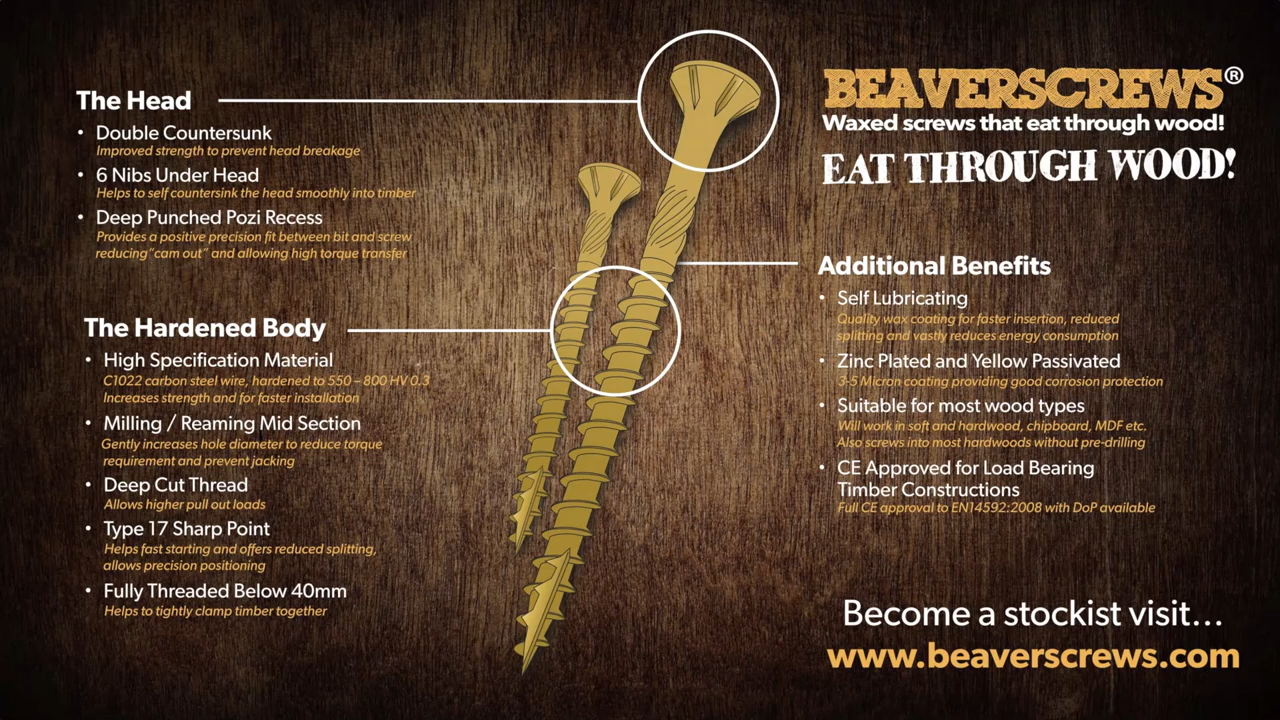 The Head
• Double Countersunk
Improved strength to prevent head breakage
• 6 Nibs Under Head
Helps to self countersink the head smoothly into timber
• Deep Punched Pozi Recess
Provides a positive precision fit between bit and screw
reducing "cam out" and allowing high torque transfer
The Hardened Body
• High Specification Material
C1022 carbon steel wire, hardened to 550 – 800 HV 0.3
Increases strength and for faster installation
• Milling / Reaming Mid Section
Gently increases hole diameter to reduce torque
requirement and prevent jacking
• Deep Cut Thread
Allows higher pull out loads
• Type 17 Sharp Point
Helps fast starting and offers reduced splitting,
allows precision positioning
• Fully Threaded Below 40mm
Helps to tightly clamp timber together
BEAVERSCREWS®
Waxed screws that eat through wood!
EAT THROUGH WOOD!
Additional Benefits
• Self Lubricating
Quality wax coating for faster insertion, reduced
splitting and vastly reduces energy consumption
• Zinc Plated and Yellow Passivated
3-5 Micron coating providing good corrosion protection
• Suitable for most wood types
Will work in soft and hardwood, chipboard, MDF etc.
Also screws into most hardwoods without pre-drilling
• CE Approved for Load Bearing
Timber Constructions
Full CE approval to EN14592:2008 with DoP available
Become a stockist visit...
www.beaverscrews.com